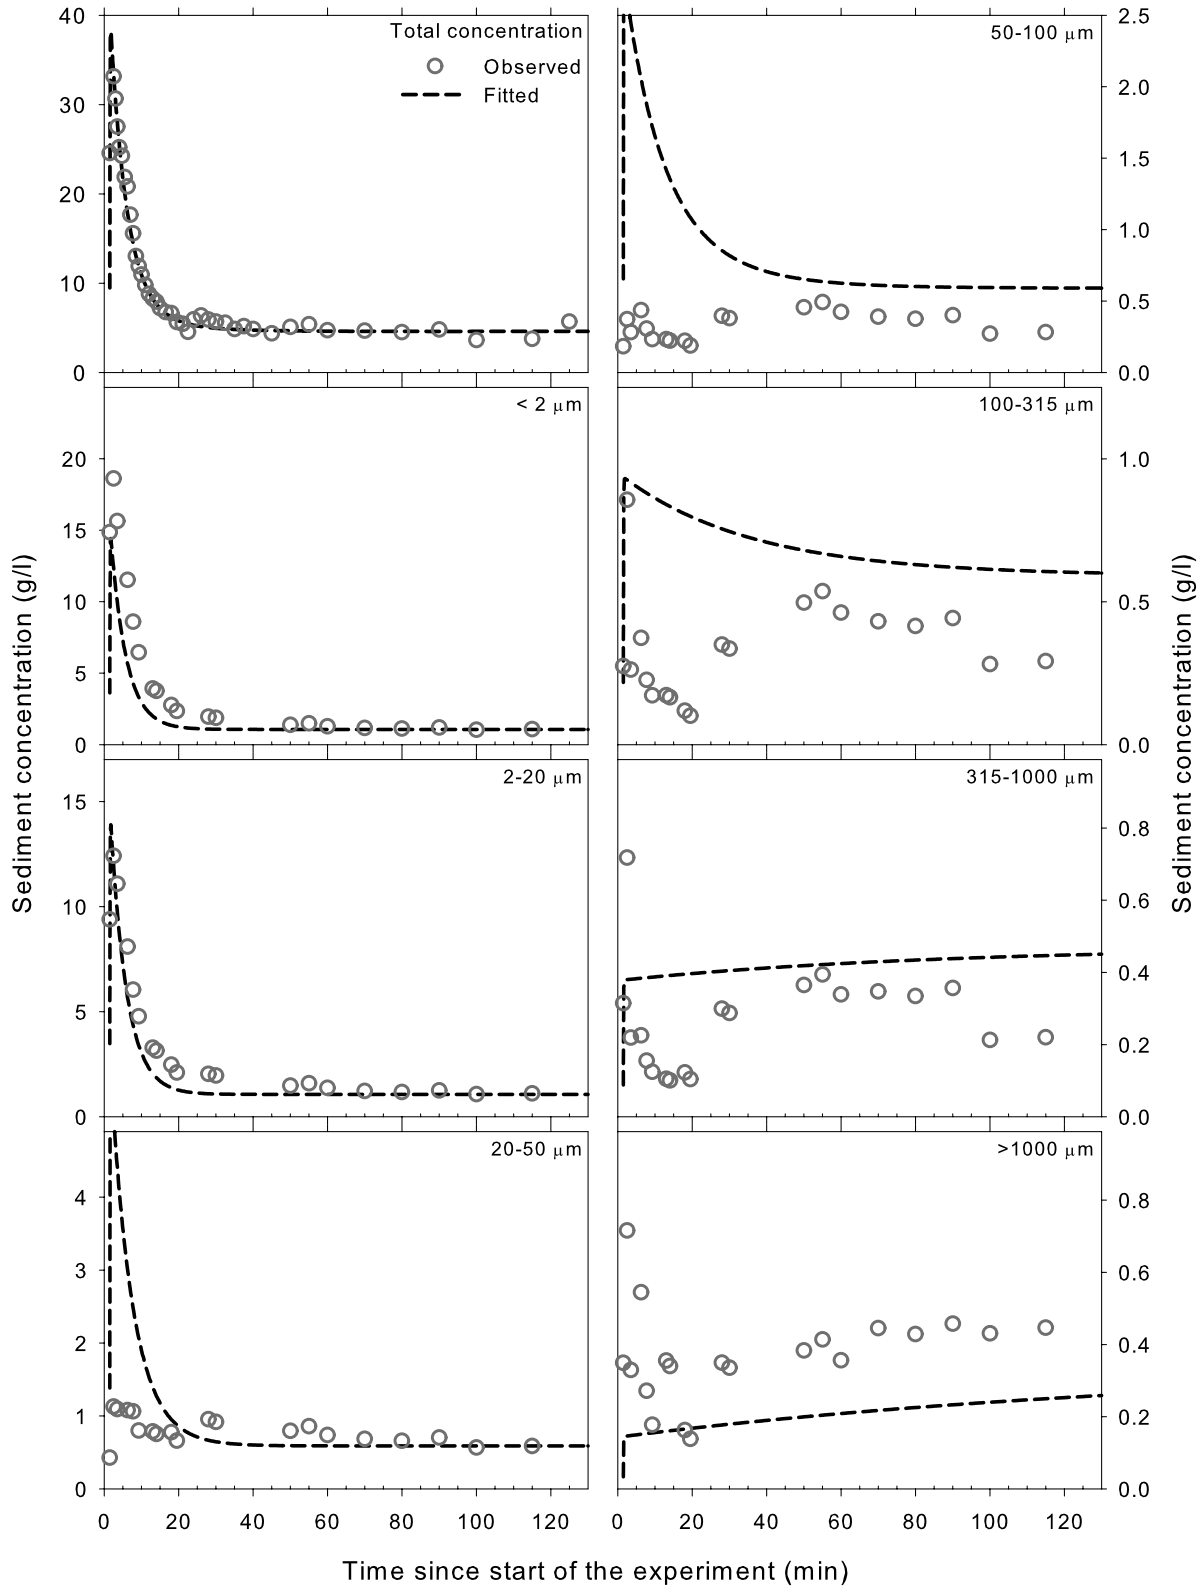 Total concentration
Observed
Fitted
40
30
20
10
0
50-100 μm
2.5
2.0
1.5
1.0
0.5
0.0
< 2 μm
20
15
10
5
0
100-315 μm
1.0
0.5
0.0
2-20 μm
15
10
5
0
315-1000 μm
0.8
0.6
0.4
0.2
0.0
20-50 μm
4
3
2
1
0
>1000 μm
0.8
0.6
0.4
0.2
0.0
0 20 40 60 80 100 120
0 20 40 60 80 100 120
Sediment concentration (g/l)
Sediment concentration (g/l)
Time since start of the experiment (min)